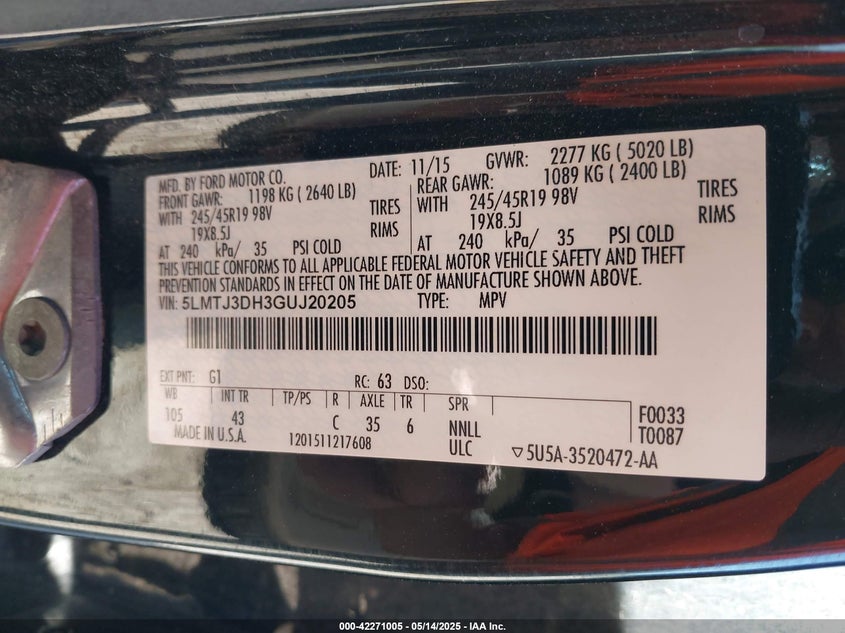 MFD. BY FORD MOTOR CO. DATE: 11/15 GVWR: 2277 KG ( 5020 LB)
FRONT GAWR: 1198 KG ( 2640 LB) REAR GAWR: 1089 KG ( 2400 LB)
WITH 245/45R19 98V TIRES WITH 245/45R19 98V TIRES
19X8.5J RIMS 19X8.5J RIMS
AT 240 kPa/ 35 PSI COLD AT 240 kPa/ 35 PSI COLD
THIS VEHICLE CONFORMS TO ALL APPLICABLE FEDERAL MOTOR VEHICLE SAFETY AND THEFT
PREVENTION STANDARDS IN EFFECT ON THE DATE OF MANUFACTURE SHOWN ABOVE.
VIN: 5LMTJ3DH3GUJ20205 TYPE: MPV
EXT PNT: G1 RC: 63 DSO:
WB INT TR TP/PS R AXLE TR SPR
105 43 C 35 6 NNLL F0033
MADE IN U.S.A. 1201511217608 ULC T0087
▽5U5A-3520472-AA
000-42271005 - 05/14/2025 - IAA Inc.